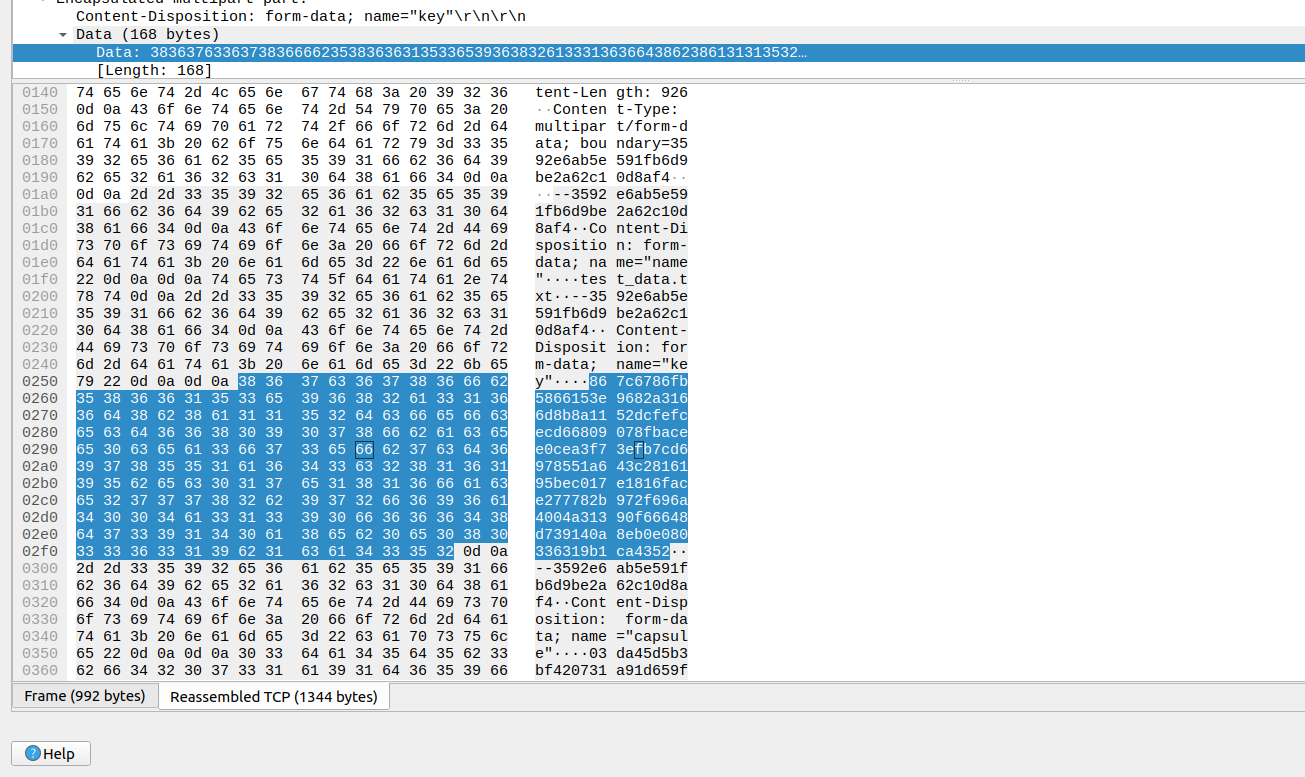 Encapsulated multipart part:
Content-Disposition: form-data; name="key"\r\n\r\n
Data (168 bytes)
Data: 383637633637383666623538363631353365393638326133313636643862386131313532…
[Length: 168]
0140 74 65 6e 74 2d 4c 65 6e 67 74 68 3a 20 39 32 36 tent-Len gth: 926
0150 0d 0a 43 6f 6e 74 65 6e 74 2d 54 79 70 65 3a 20 ··Conten t-Type:
0160 6d 75 6c 74 69 70 61 72 74 2f 66 6f 72 6d 2d 64 multipar t/form-d
0170 61 74 61 3b 20 62 6f 75 6e 64 61 72 79 3d 33 35 ata; bou ndary=35
0180 39 32 65 36 61 62 35 65 35 39 31 66 62 36 64 39 92e6ab5e 591fb6d9
0190 62 65 32 61 36 32 63 31 30 64 38 61 66 34 0d 0a be2a62c1 0d8af4··
01a0 0d 0a 2d 2d 33 35 39 32 65 36 61 62 35 65 35 39 ··--3592 e6ab5e59
01b0 31 66 62 36 64 39 62 65 32 61 36 32 63 31 30 64 1fb6d9be 2a62c10d
01c0 38 61 66 34 0d 0a 43 6f 6e 74 65 6e 74 2d 44 69 8af4··Co ntent-Di
01d0 73 70 6f 73 69 74 69 6f 6e 3a 20 66 6f 72 6d 2d spositio n: form-
01e0 64 61 74 61 3b 20 6e 61 6d 65 3d 22 6e 61 6d 65 data; na me="name
01f0 22 0d 0a 0d 0a 74 65 73 74 5f 64 61 74 61 2e 74 "····tes t_data.t
0200 78 74 0d 0a 2d 2d 33 35 39 32 65 36 61 62 35 65 xt··--35 92e6ab5e
0210 35 39 31 66 62 36 64 39 62 65 32 61 36 32 63 31 591fb6d9 be2a62c1
0220 30 64 38 61 66 34 0d 0a 43 6f 6e 74 65 6e 74 2d 0d8af4·· Content-
0230 44 69 73 70 6f 73 69 74 69 6f 6e 3a 20 66 6f 72 Disposit ion: for
0240 6d 2d 64 61 74 61 3b 20 6e 61 6d 65 3d 22 6b 65 m-data;  name="ke
0250 79 22 0d 0a 0d 0a 38 36 37 63 36 37 38 36 66 62 y"····86 7c6786fb
0260 35 38 36 36 31 35 33 65 39 36 38 32 61 33 31 36 5866153e 9682a316
0270 36 64 38 62 38 61 31 31 35 32 64 63 66 65 66 63 6d8b8a11 52dcfefc
0280 65 63 64 36 36 38 30 39 30 37 38 66 62 61 63 65 ecd66809 078fbace
0290 65 30 63 65 61 33 66 37 33 65 66 62 37 63 64 36 e0cea3f7 3efb7cd6
02a0 39 37 38 35 35 31 61 36 34 33 63 32 38 31 36 31 978551a6 43c28161
02b0 39 35 62 65 63 30 31 37 65 31 38 31 36 66 61 63 95bec017 e1816fac
02c0 65 32 37 37 37 38 32 62 39 37 32 66 36 39 36 61 e277782b 972f696a
02d0 34 30 30 34 61 33 31 33 39 30 66 36 36 36 34 38 4004a313 90f66648
02e0 64 37 33 39 31 34 30 61 38 65 62 30 65 30 38 30 d739140a 8eb0e080
02f0 33 33 36 33 31 39 62 31 63 61 34 33 35 32 0d 0a 336319b1 ca4352··
0300 2d 2d 33 35 39 32 65 36 61 62 35 65 35 39 31 66 --3592e6 ab5e591f
0310 62 36 64 39 62 65 32 61 36 32 63 31 30 64 38 61 b6d9be2a 62c10d8a
0320 66 34 0d 0a 43 6f 6e 74 65 6e 74 2d 44 69 73 70 f4··Cont ent-Disp
0330 6f 73 69 74 69 6f 6e 3a 20 66 6f 72 6d 2d 64 61 osition:  form-da
0340 74 61 3b 20 6e 61 6d 65 3d 22 63 61 70 73 75 6c ta; name ="capsul
0350 65 22 0d 0a 0d 0a 30 33 64 61 34 35 64 35 62 33 e"····03 da45d5b3
0360 62 66 34 32 30 37 33 31 61 39 31 64 36 35 39 66 bf420731 a91d659f
Frame (992 bytes)
Reassembled TCP (1344 bytes)
Help